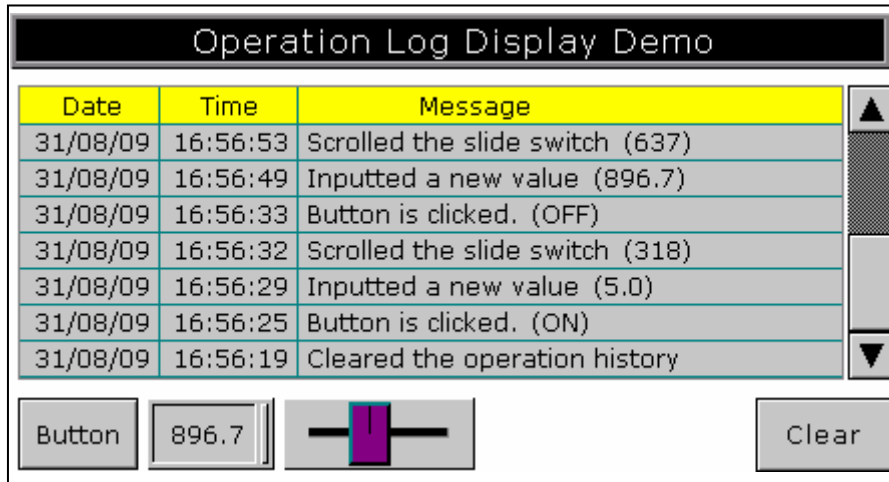 Operation Log Display Demo
Date Time Message
31/08/09 16:56:53 Scrolled the slide switch (637)
31/08/09 16:56:49 Inputted a new value (896.7)
31/08/09 16:56:33 Button is clicked. (OFF)
31/08/09 16:56:32 Scrolled the slide switch (318)
31/08/09 16:56:29 Inputted a new value (5.0)
31/08/09 16:56:25 Button is clicked. (ON)
31/08/09 16:56:19 Cleared the operation history
Button 896.7 Clear